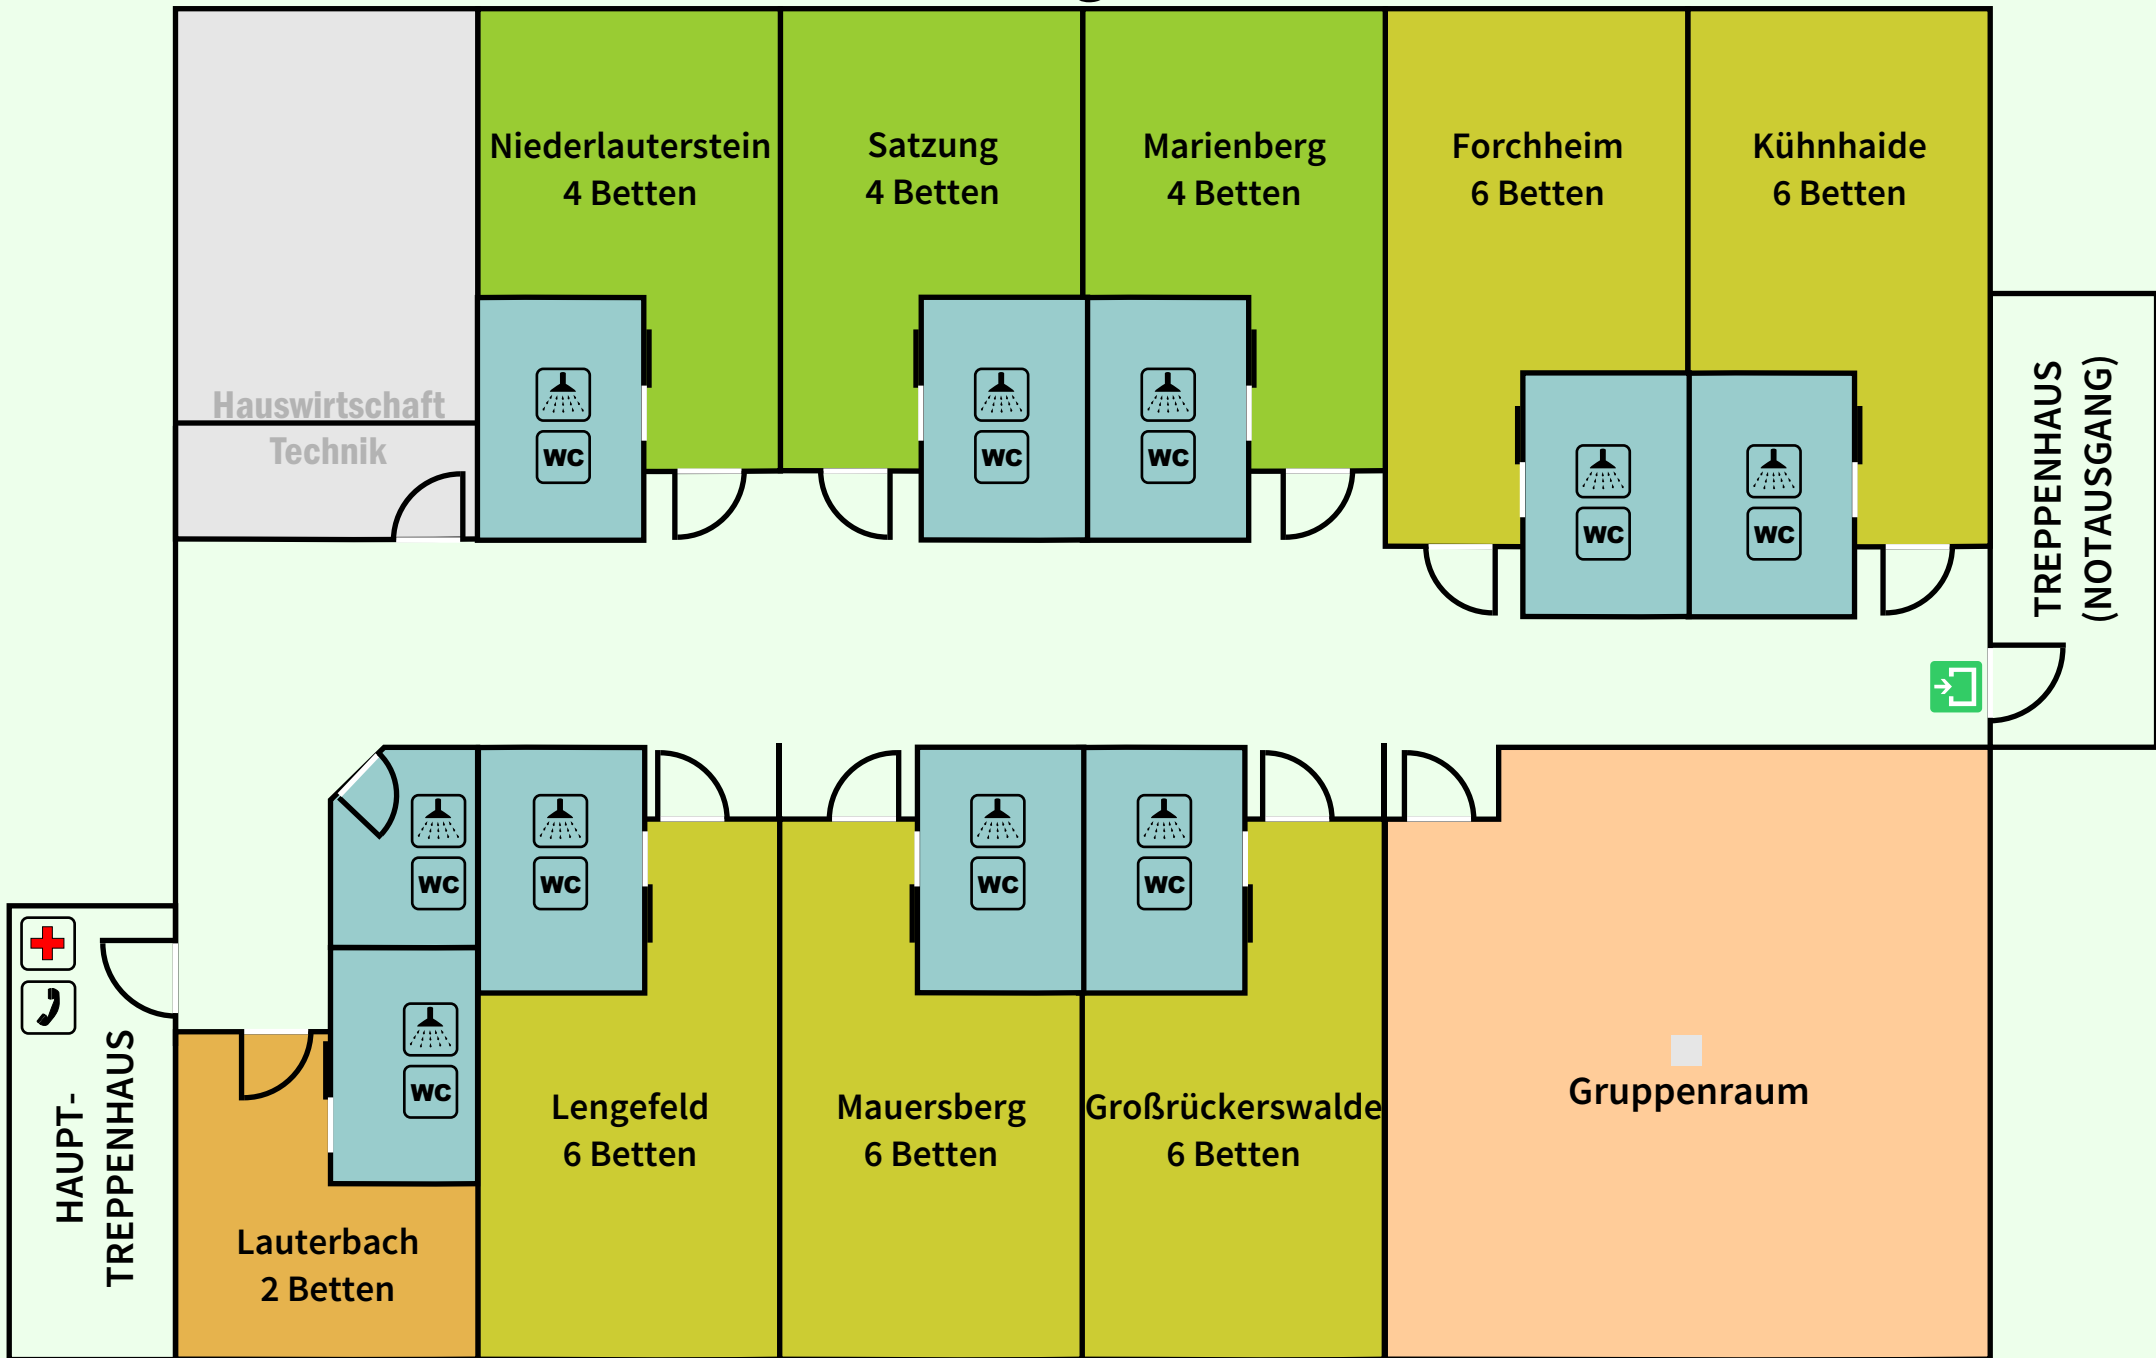 Niederlauterstein
4 Betten
Satzung
4 Betten
Marienberg
4 Betten
Forchheim
6 Betten
Kühnhaide
6 Betten
Hauswirtschaft
Technik
WC
WC
WC
WC
WC
TREPPENHAUS
(NOTAUSGANG)
WC
WC
WC
WC
WC
HAUPT-
TREPPENHAUS
Lauterbach
2 Betten
Lengefeld
6 Betten
Mauersberg
6 Betten
Großrückerswalde
6 Betten
Gruppenraum